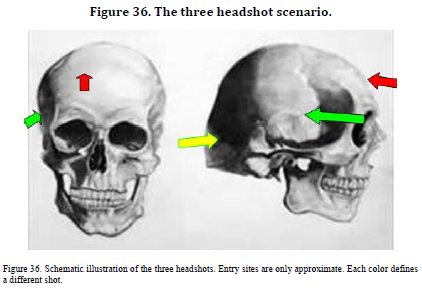 Figure 36. The three headshot scenario.
Figure 36. Schematic illustration of the three headshots. Entry sites are only approximate. Each color defines
a different shot.